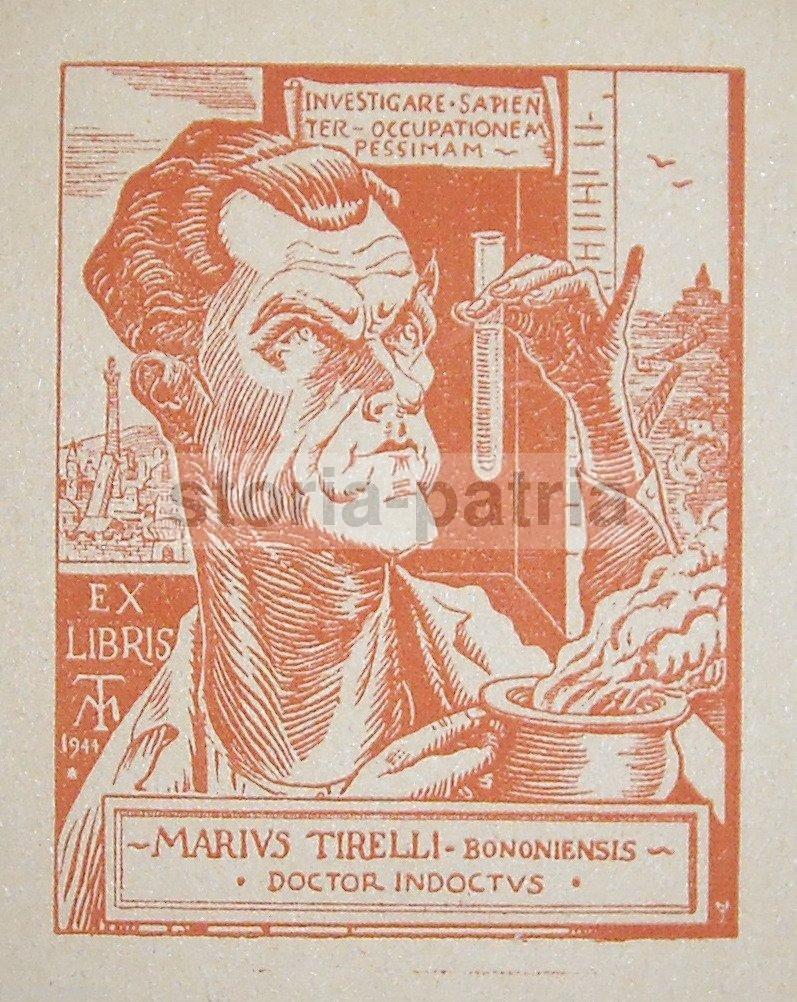 INVESTIGARE · SAPIEN
TER - OCCUPATIONEM
PESSIMAM ~
storia-patria
EX
LIBRIS
1944
~ MARIVS TIRELLI - BONONIENSIS ~
· DOCTOR INDOCTVS ·